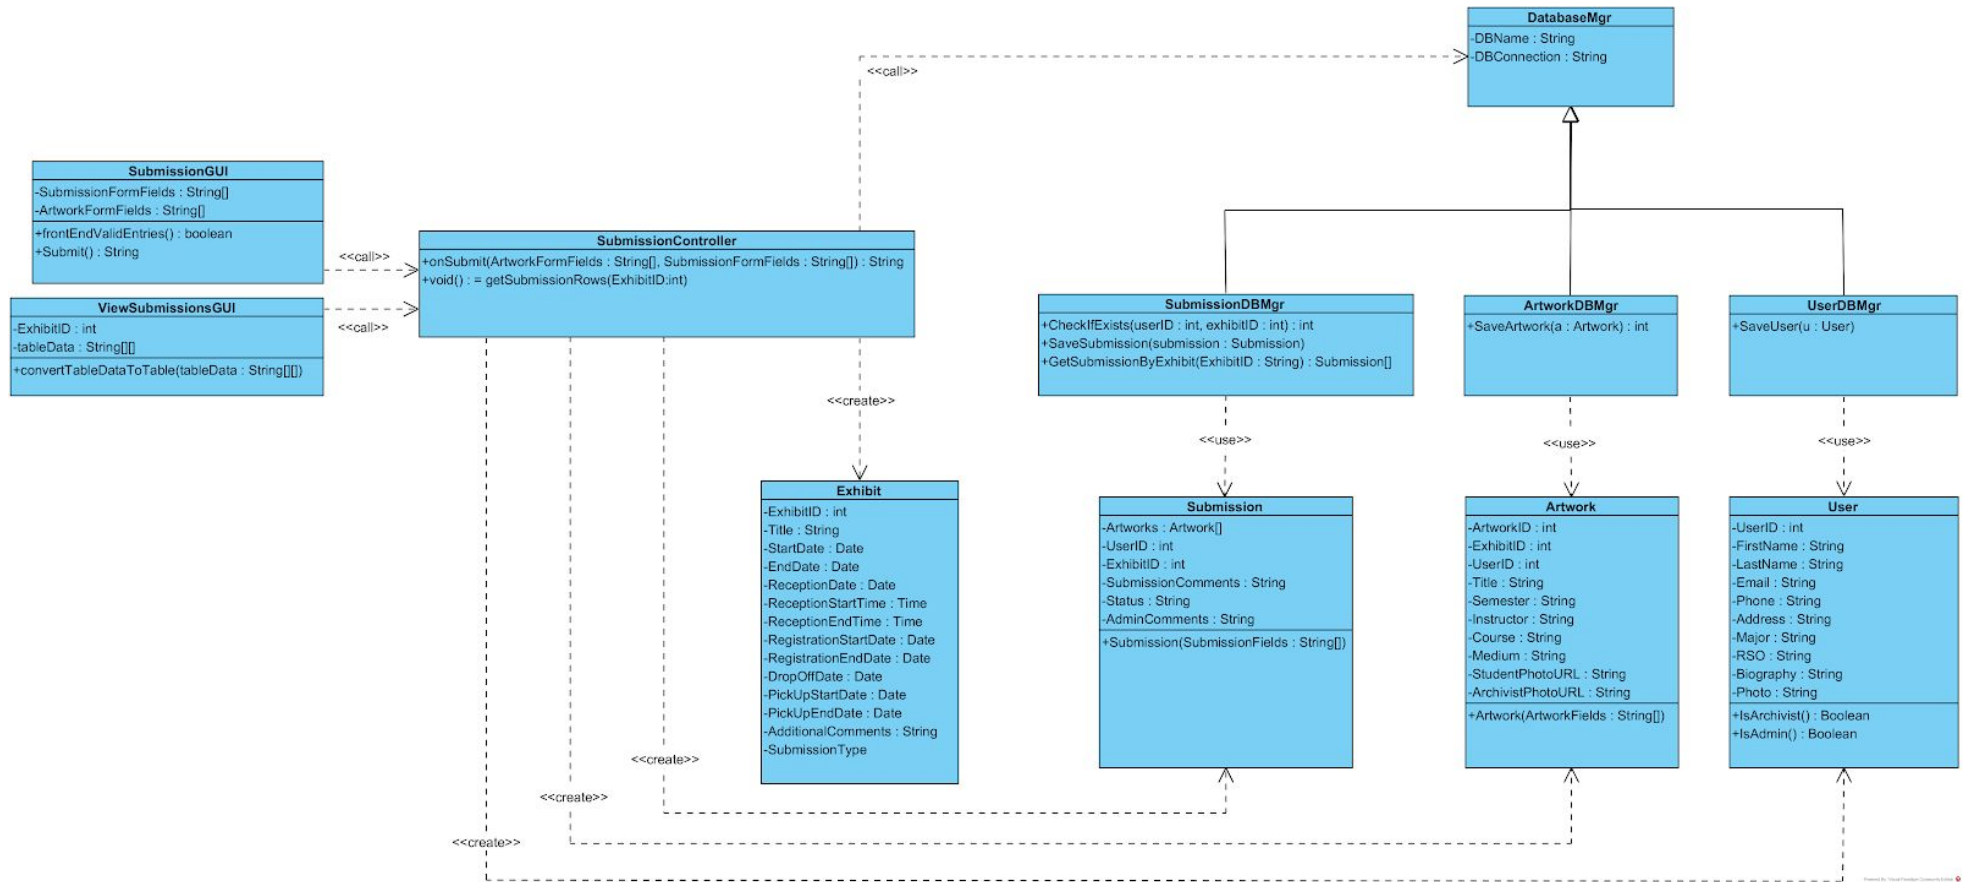 DatabaseMgr
-DBName : String
-DBConnection : String
<<call>>
SubmissionGUI
-SubmissionFormFields : String[]
-ArtworkFormFields : String[]
+frontEndValidEntries() : boolean
+Submit() : String
<<call>>
ViewSubmissionsGUI
-ExhibitID : int
-tableData : String[][]
+convertTableDataToTable(tableData : String[][])
<<call>>
SubmissionController
+onSubmit(ArtworkFormFields : String[], SubmissionFormFields : String[]) : String
+void() : = getSubmissionRows(ExhibitID:int)
SubmissionDBMgr
+CheckIfExists(userID : int, exhibitID : int) : int
+SaveSubmission(submission : Submission)
+GetSubmissionByExhibit(ExhibitID : String) : Submission[]
ArtworkDBMgr
+SaveArtwork(a : Artwork) : int
UserDBMgr
+SaveUser(u : User)
<<create>>
<<use>>
<<use>>
<<use>>
Exhibit
-ExhibitID : int
-Title : String
-StartDate : Date
-EndDate : Date
-ReceptionDate : Date
-ReceptionStartTime : Time
-ReceptionEndTime : Time
-RegistrationStartDate : Date
-RegistrationEndDate : Date
-DropOffDate : Date
-PickUpStartDate : Date
-PickUpEndDate : Date
-AdditionalComments : String
-SubmissionType
Submission
-Artworks : Artwork[]
-UserID : int
-ExhibitID : int
-SubmissionComments : String
-Status : String
-AdminComments : String
+Submission(SubmissionFields : String[])
Artwork
-ArtworkID : int
-ExhibitID : int
-UserID : int
-Title : String
-Semester : String
-Instructor : String
-Course : String
-Medium : String
-StudentPhotoURL : String
-ArchivistPhotoURL : String
+Artwork(ArtworkFields : String[])
User
-UserID : int
-FirstName : String
-LastName : String
-Email : String
-Phone : String
-Address : String
-Major : String
-RSO : String
-Biography : String
-Photo : String
+IsArchivist() : Boolean
+IsAdmin() : Boolean
<<create>>
<<create>>
<<create>>